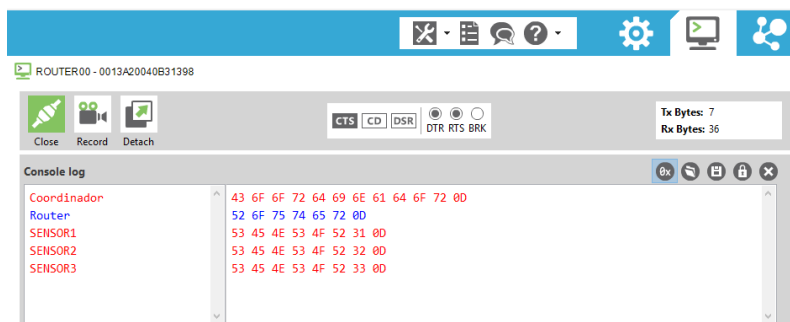 ROUTER00 - 0013A20040B31398
Close Record Detach
CTS CD DSR DTR RTS BRK
Tx Bytes: 7
Rx Bytes: 36
Console log
0x
Coordinador 43 6F 6F 72 64 69 6E 61 64 6F 72 0D
Router 52 6F 75 74 65 72 0D
SENSOR1 53 45 4E 53 4F 52 31 0D
SENSOR2 53 45 4E 53 4F 52 32 0D
SENSOR3 53 45 4E 53 4F 52 33 0D